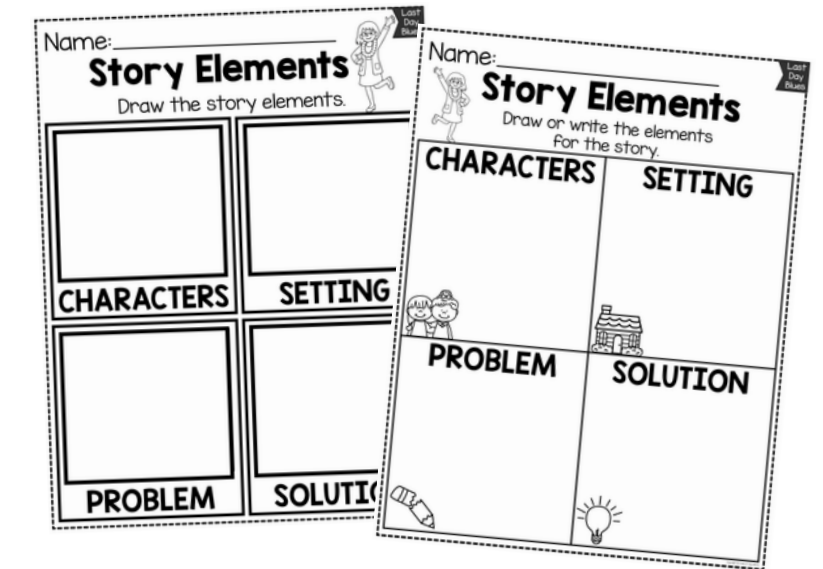 Name:
Last
Day
Blues
Story Elements
Draw the story elements.
CHARACTERS
SETTING
PROBLEM
SOLUTIO
Name:
Last
Day
Blues
Story Elements
Draw or write the elements
for the story.
CHARACTERS
SETTING
PROBLEM
SOLUTION